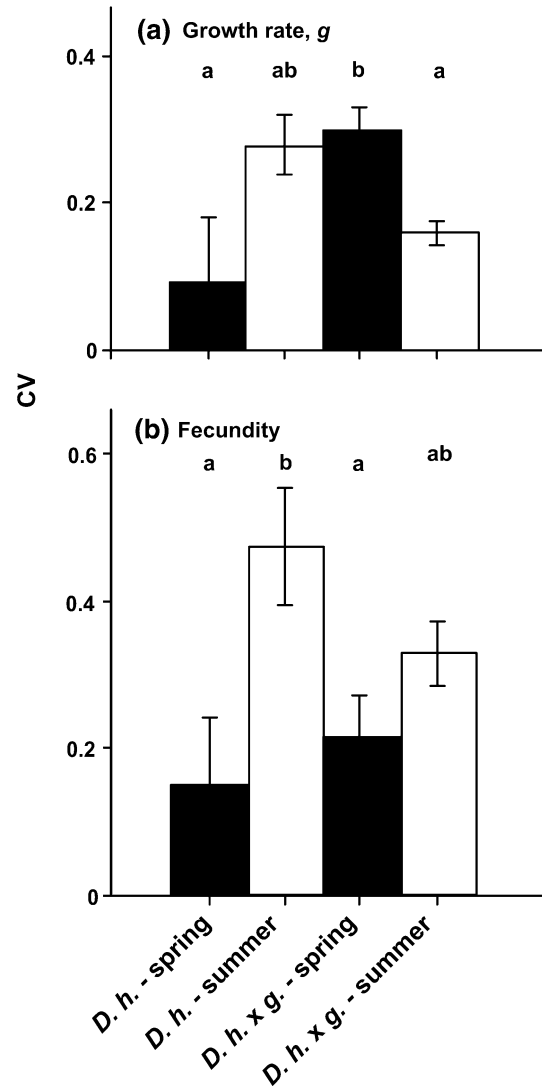 (a) Growth rate, g
a ab b a
0.4
0.2
0
CV
(b) Fecundity
a b a ab
0.6
0.4
0.2
0
D. h. - spring
D. h. - summer
D. h. x g. - spring
D. h. x g. - summer